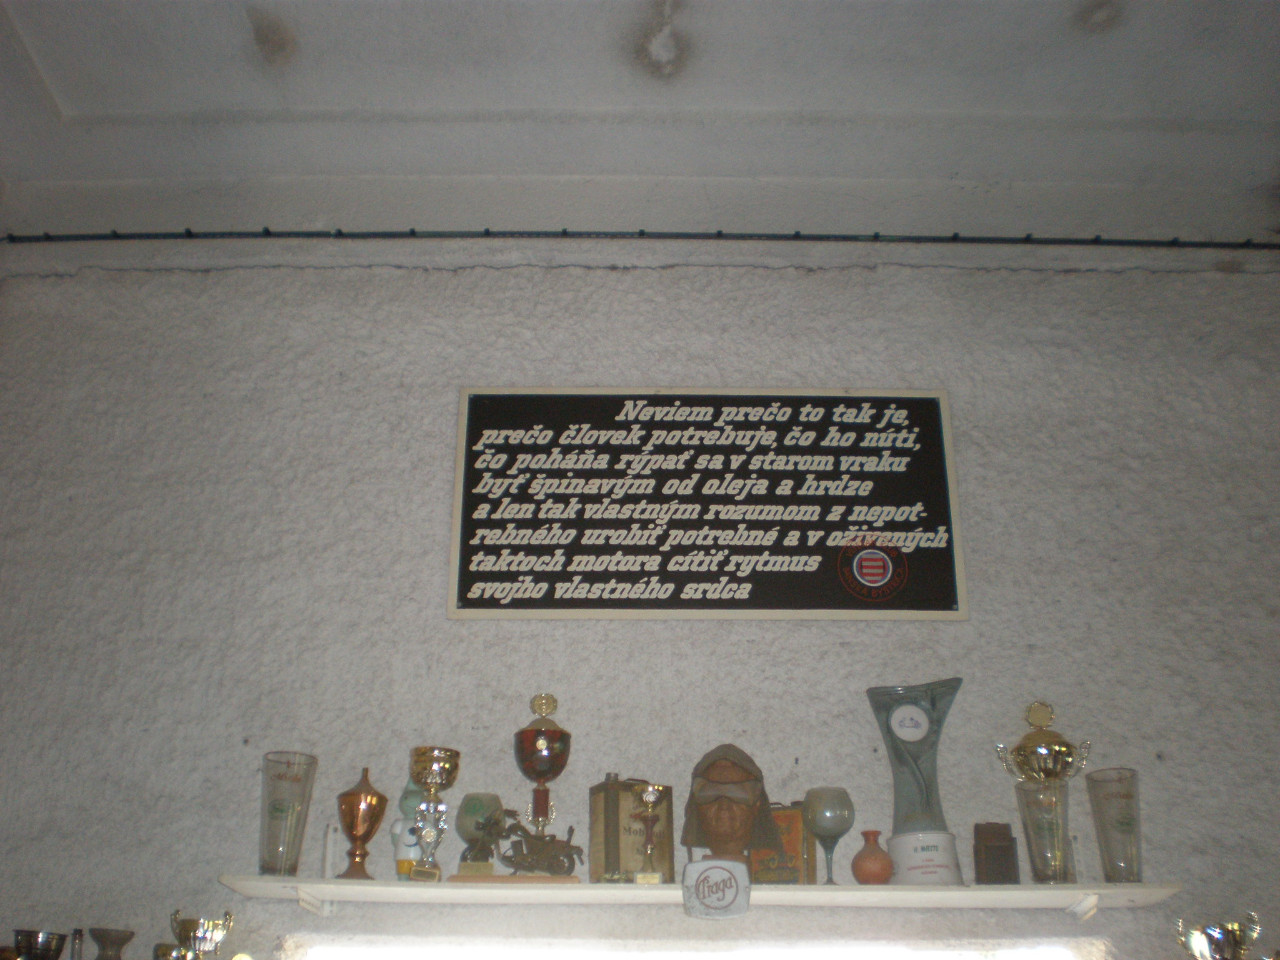 Neviem prečo to tak je,
prečo človek potrebuje, čo ho núti,
čo poháňa rýpať sa v starom vraku
byť špinavým od oleja a hrdze
a len tak vlastným rozumom z nepot-
rebného urobiť potrebné a v oživených
taktoch motora cítiť rytmus
svojho vlastného srdca
Praga